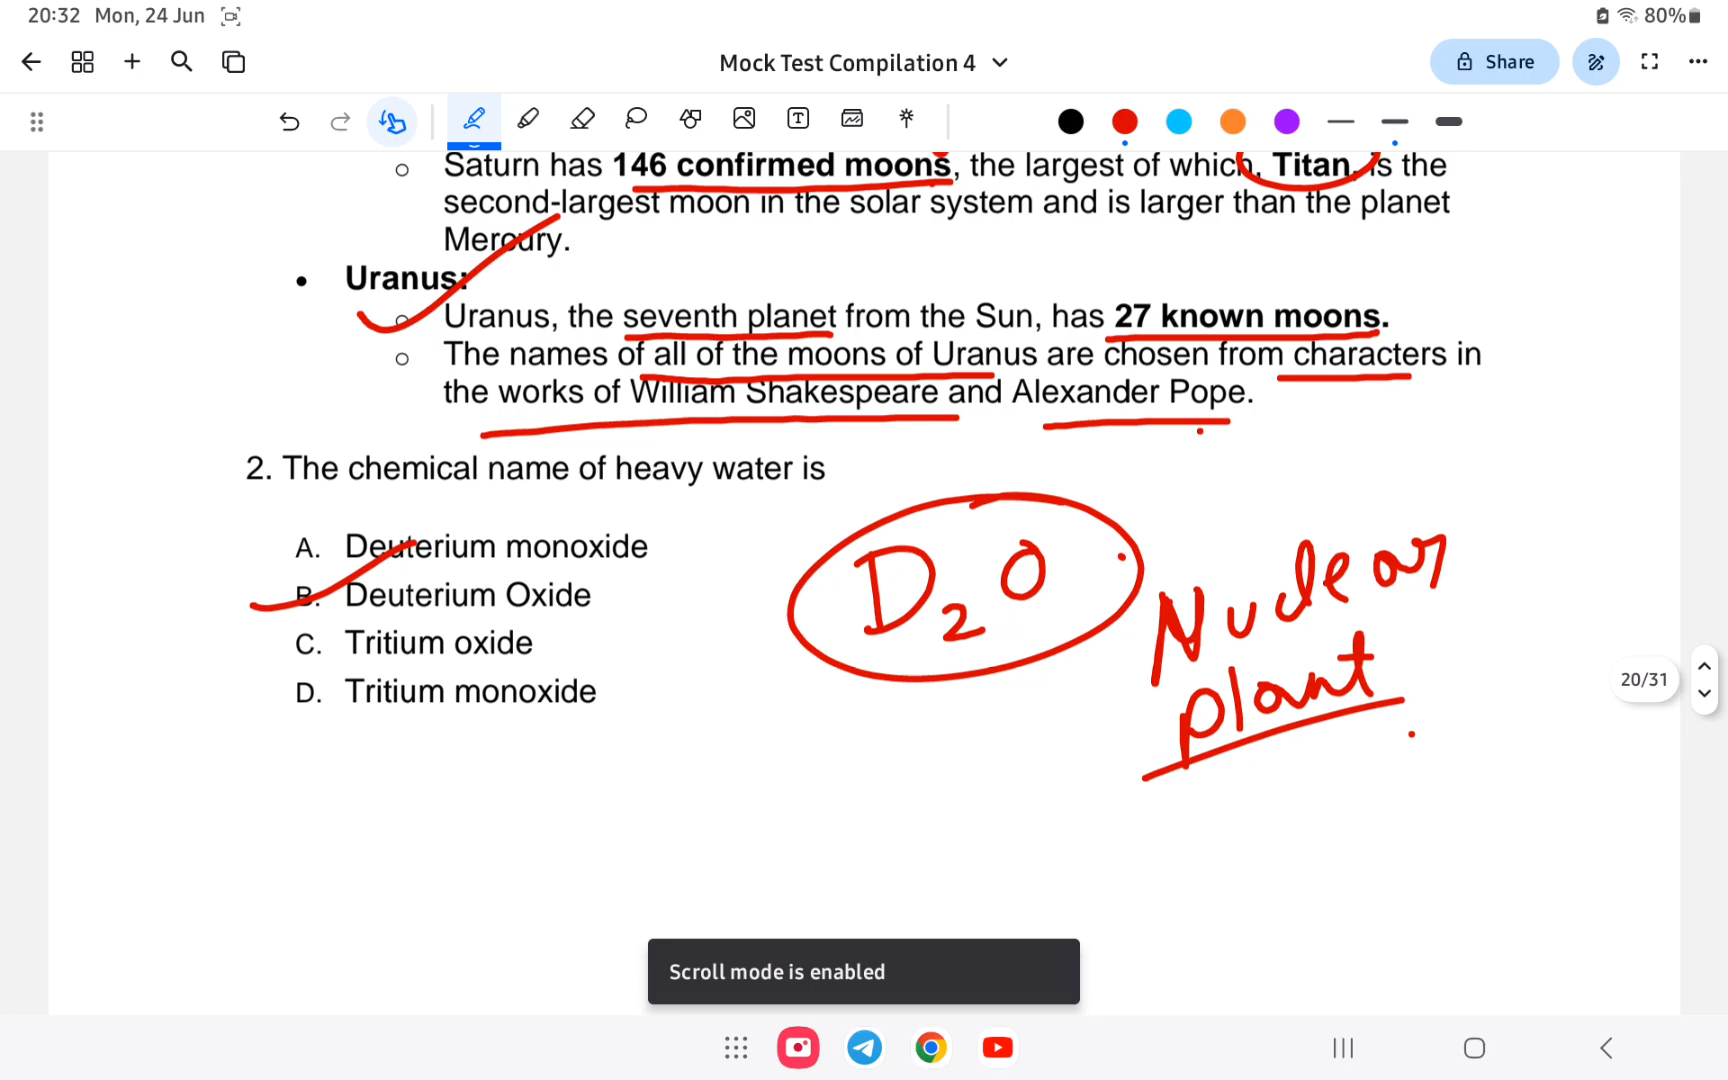 20:32 Mon, 24 Jun
80%
Mock Test Compilation 4
Share
Saturn has 146 confirmed moons, the largest of which, Titan, is the
second-largest moon in the solar system and is larger than the planet
Mercury.
Uranus:
Uranus, the seventh planet from the Sun, has 27 known moons.
The names of all of the moons of Uranus are chosen from characters in
the works of William Shakespeare and Alexander Pope.
2. The chemical name of heavy water is
A. Deuterium monoxide
B. Deuterium Oxide
C. Tritium oxide
D. Tritium monoxide
D₂O
Nuclear
plant
20/31
Scroll mode is enabled